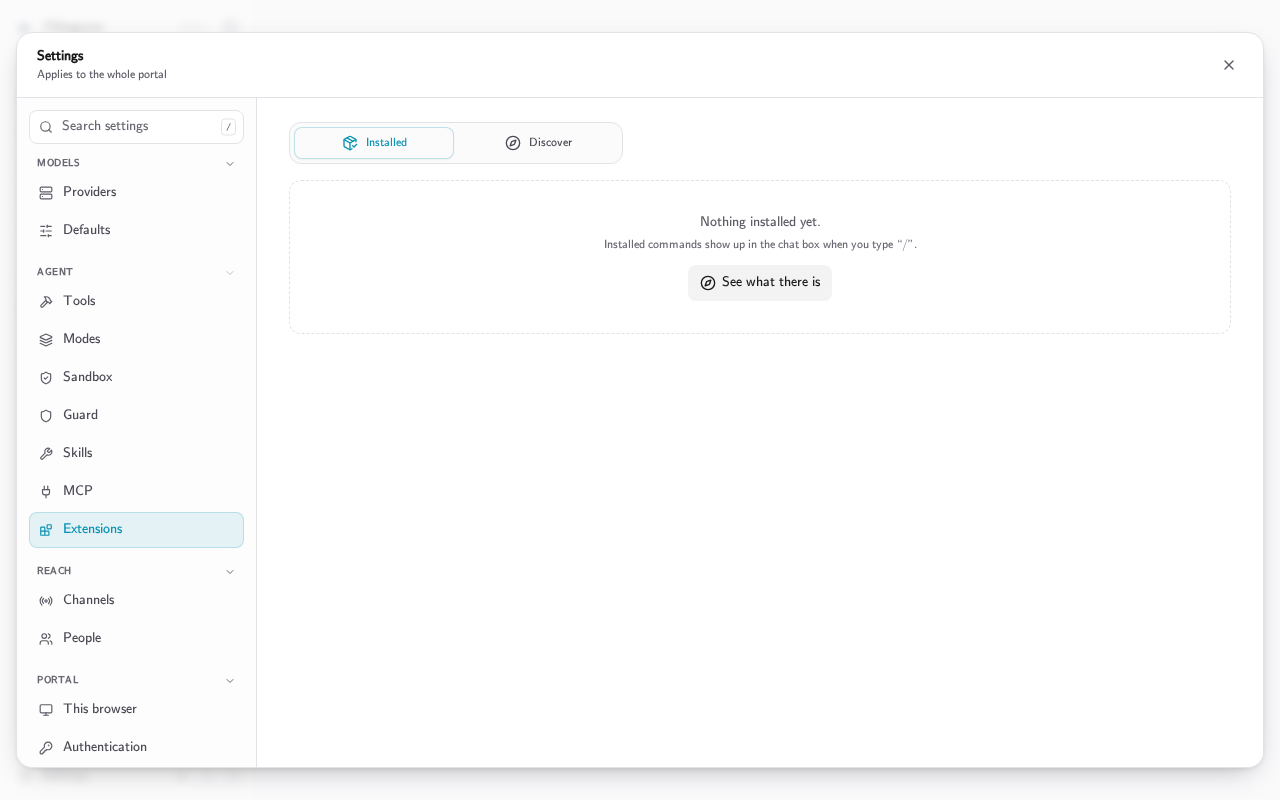 Settings
Applies to the whole portal
Search settings
/
MODELS
Providers
Defaults
AGENT
Tools
Modes
Sandbox
Guard
Skills
MCP
Extensions
REACH
Channels
People
PORTAL
This browser
Authentication
Installed
Discover
Nothing installed yet.
Installed commands show up in the chat box when you type “/”.
See what there is